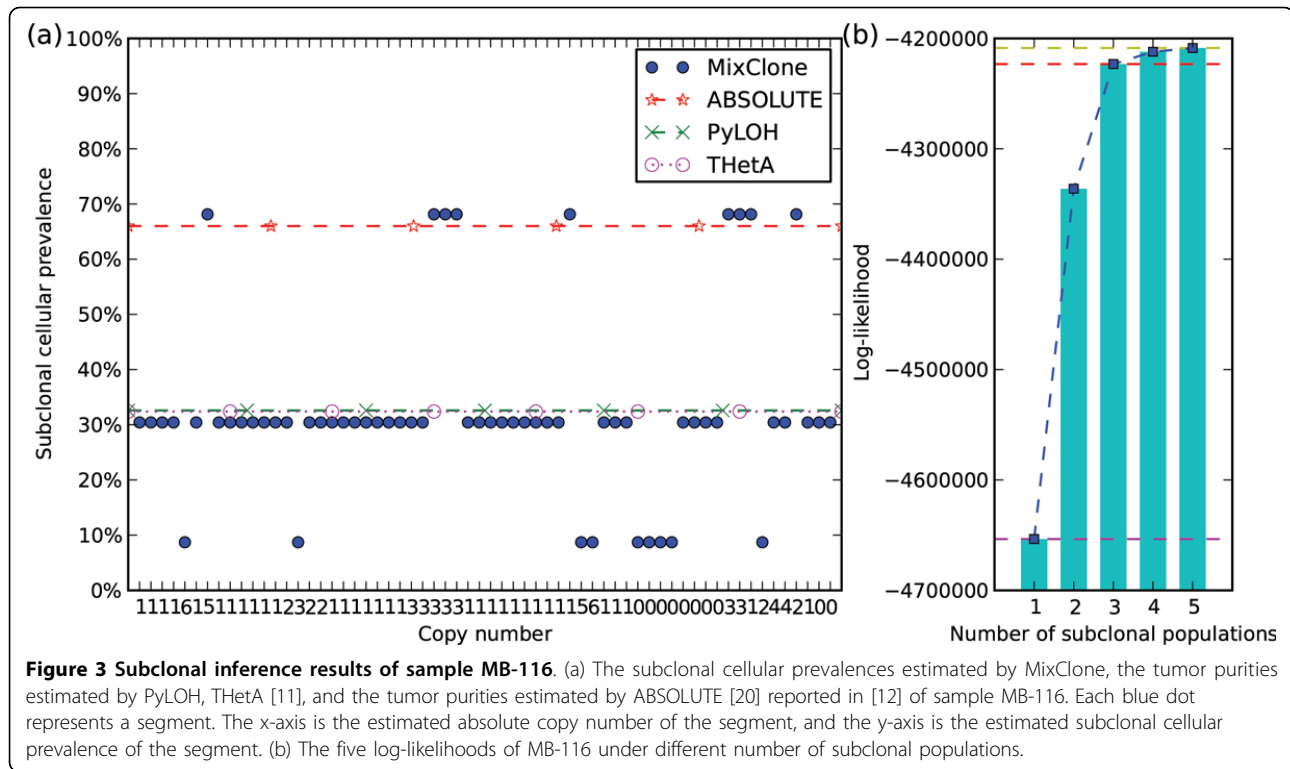 (a)
100%
90%
80%
70%
60%
50%
40%
30%
20%
10%
0%
Subclonal cellular prevalence
MixClone
ABSOLUTE
PyLOH
THetA
11116151111111232211111111333311111111115611100000003312442100
Copy number
(b)
−4200000
−4300000
−4400000
−4500000
−4600000
−4700000
Log-likelihood
1 2 3 4 5
Number of subclonal populations
Figure 3 Subclonal inference results of sample MB-116. (a) The subclonal cellular prevalences estimated by MixClone, the tumor purities
estimated by PyLOH, THetA [11], and the tumor purities estimated by ABSOLUTE [20] reported in [12] of sample MB-116. Each blue dot
represents a segment. The x-axis is the estimated absolute copy number of the segment, and the y-axis is the estimated subclonal cellular
prevalence of the segment. (b) The five log-likelihoods of MB-116 under different number of subclonal populations.